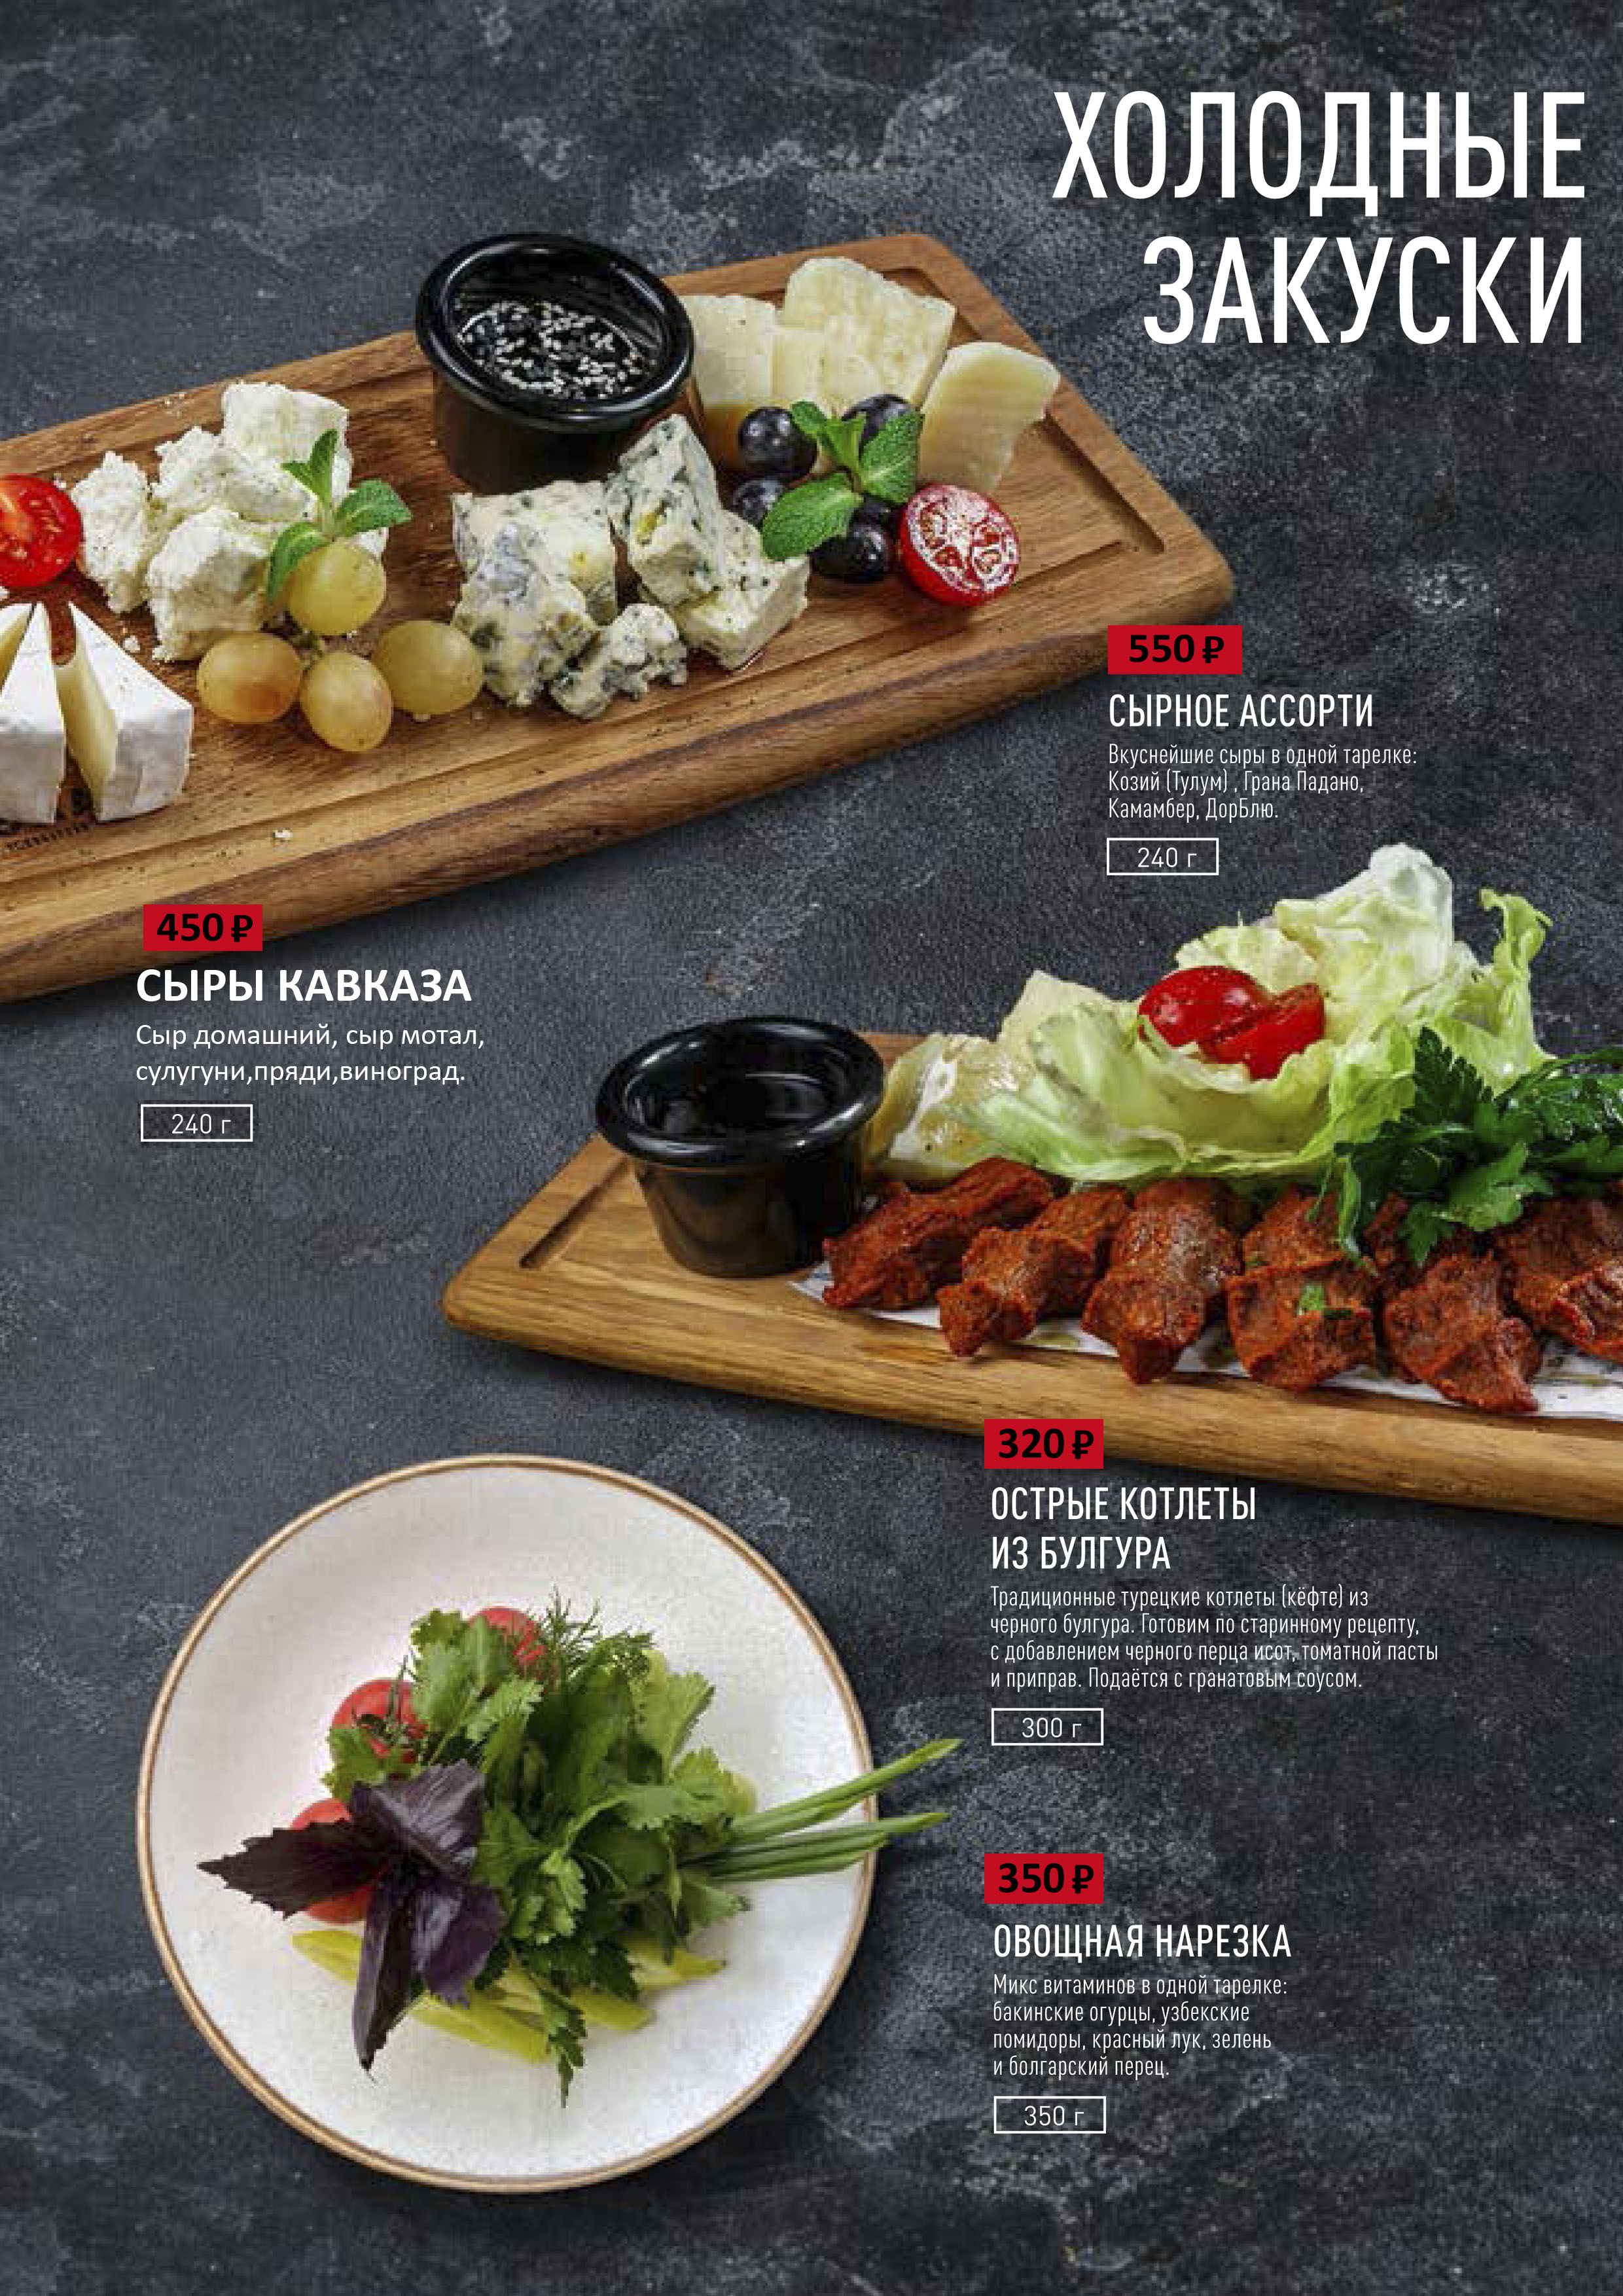 ХОЛОДНЫЕ
ЗАКУСКИ
550 ₽
СЫРНОЕ АССОРТИ
Вкуснейшие сыры в одной тарелке:
Козий (Тулум) , Грана Падано,
Камамбер, ДорБлю.
240 г
450 ₽
СЫРЫ КАВКАЗА
Сыр домашний, сыр мотал,
сулугуни,пряди,виноград.
240 г
320 ₽
ОСТРЫЕ КОТЛЕТЫ
ИЗ БУЛГУРА
Традиционные турецкие котлеты (кёфте) из
черного булгура. Готовим по старинному рецепту,
с добавлением черного перца исот, томатной пасты
и приправ. Подаётся с гранатовым соусом.
300 г
350 ₽
ОВОЩНАЯ НАРЕЗКА
Микс витаминов в одной тарелке:
бакинские огурцы, узбекские
помидоры, красный лук, зелень
и болгарский перец.
350 г